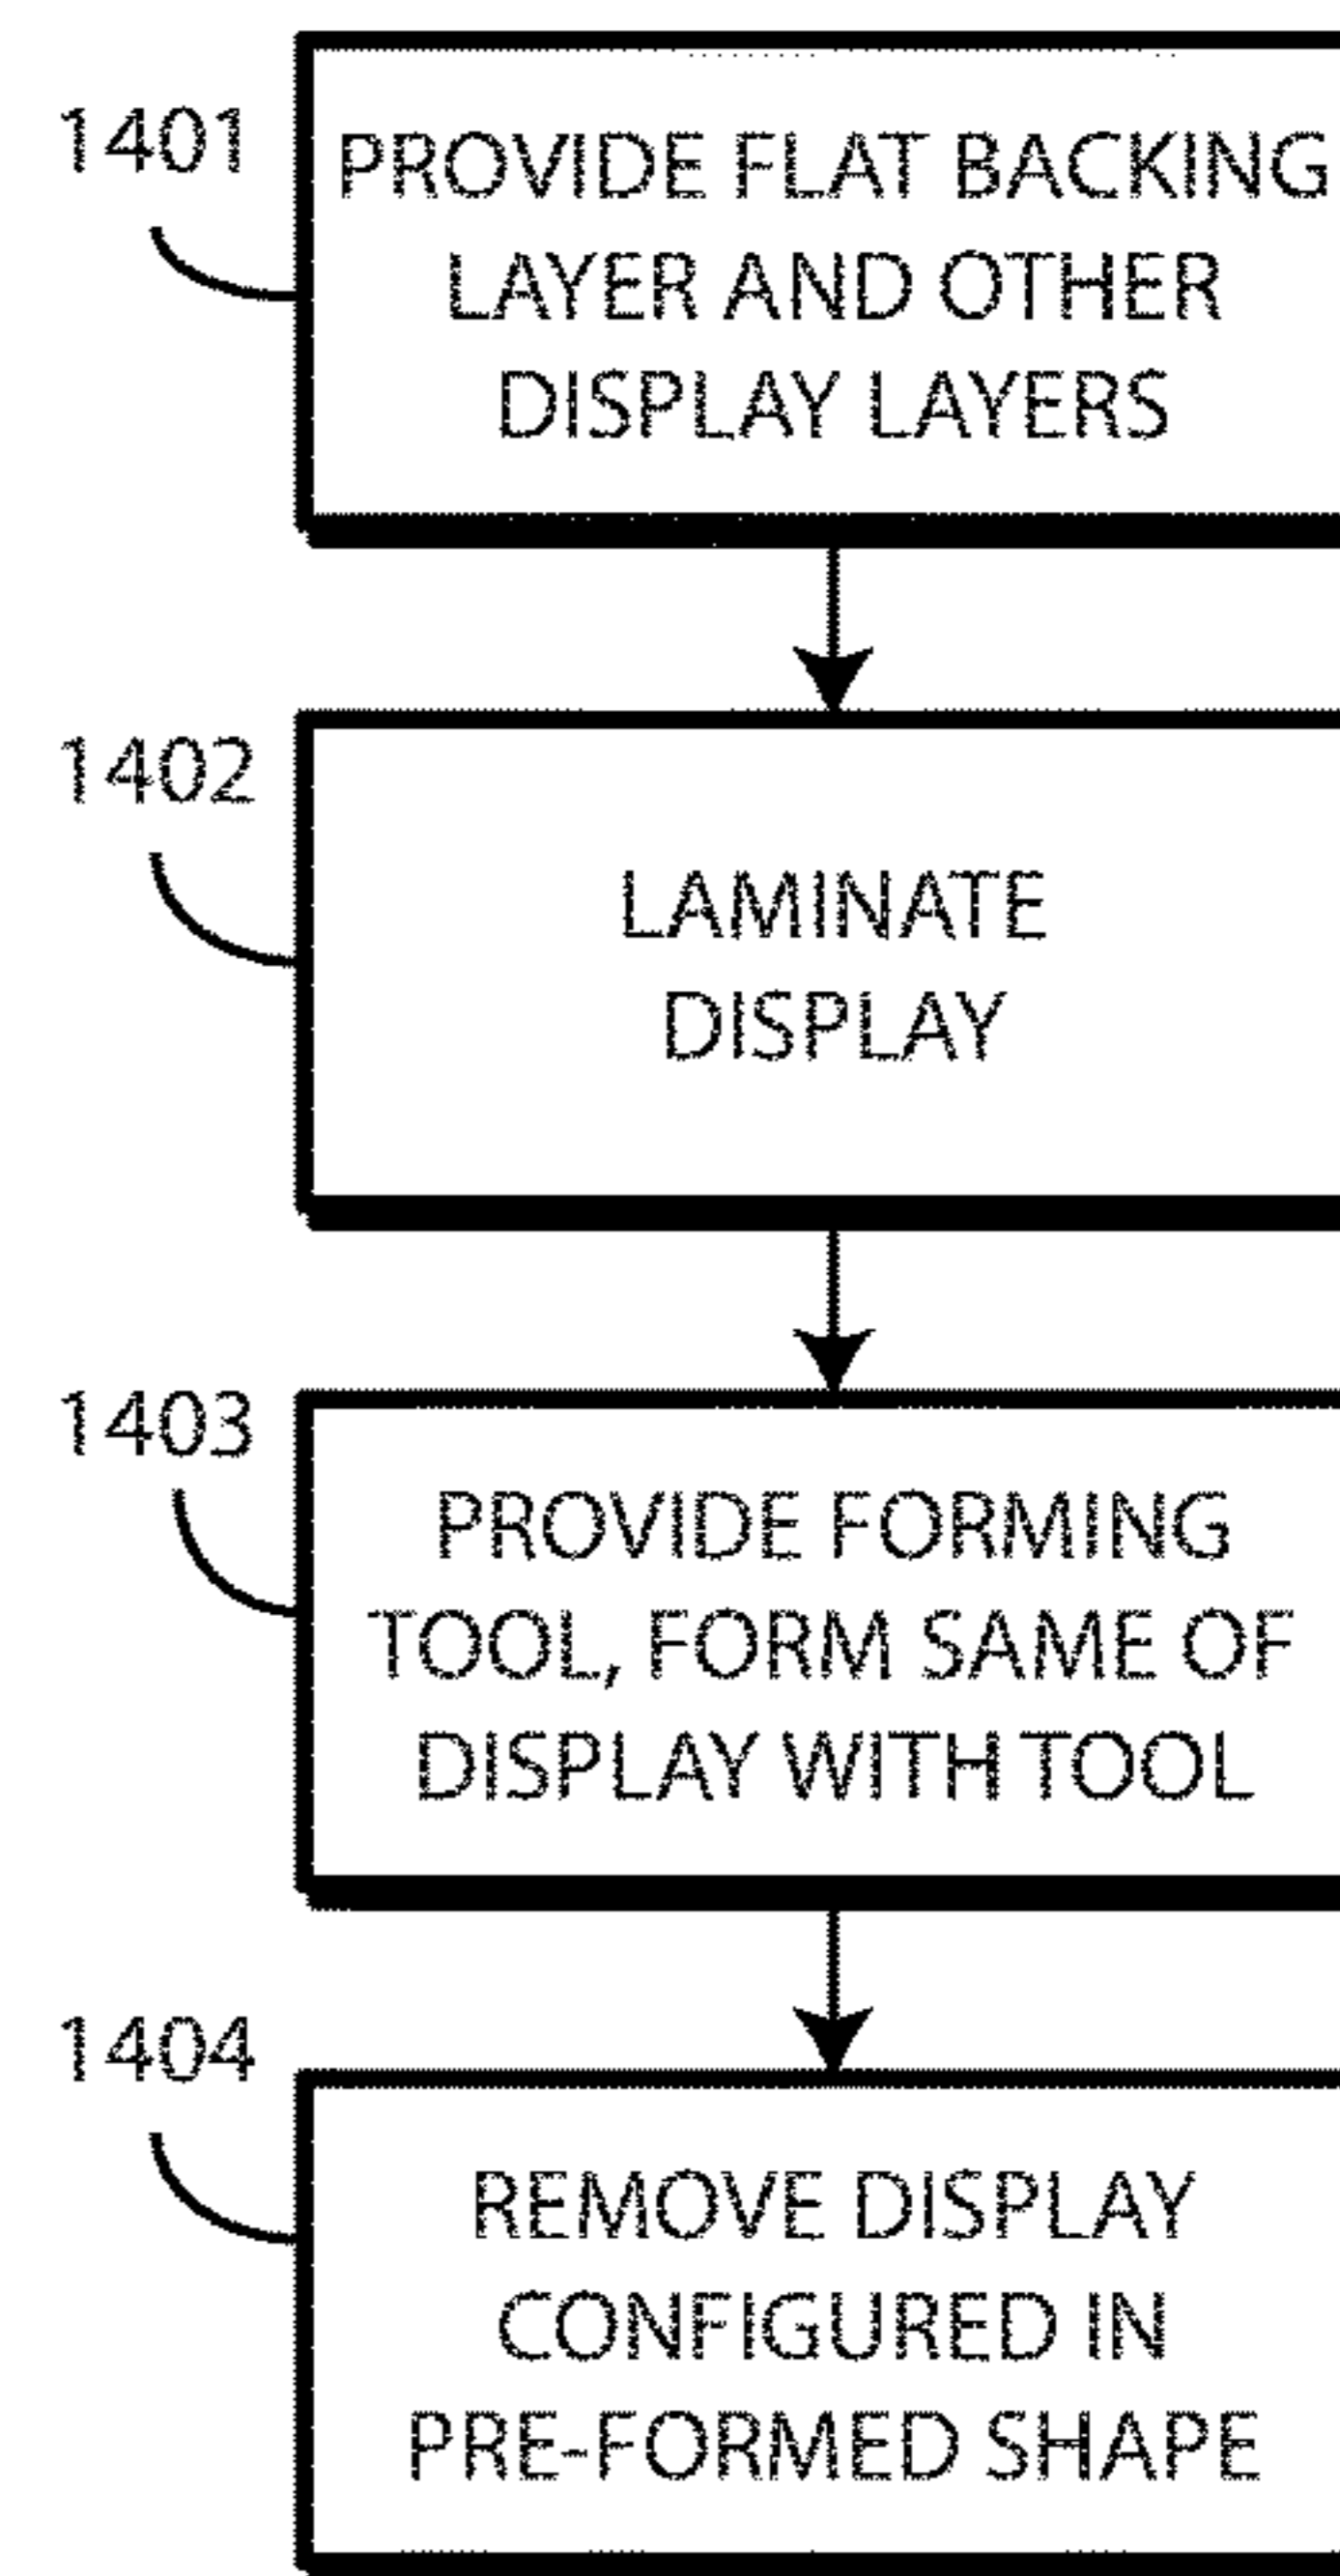 1401
PROVIDE FLAT BACKING
LAYER AND OTHER
DISPLAY LAYERS
1402
LAMINATE
DISPLAY
1403
PROVIDE FORMING
TOOL, FORM SAME OF
DISPLAY WITH TOOL
1404
REMOVE DISPLAY
CONFIGURED IN
PRE-FORMED SHAPE